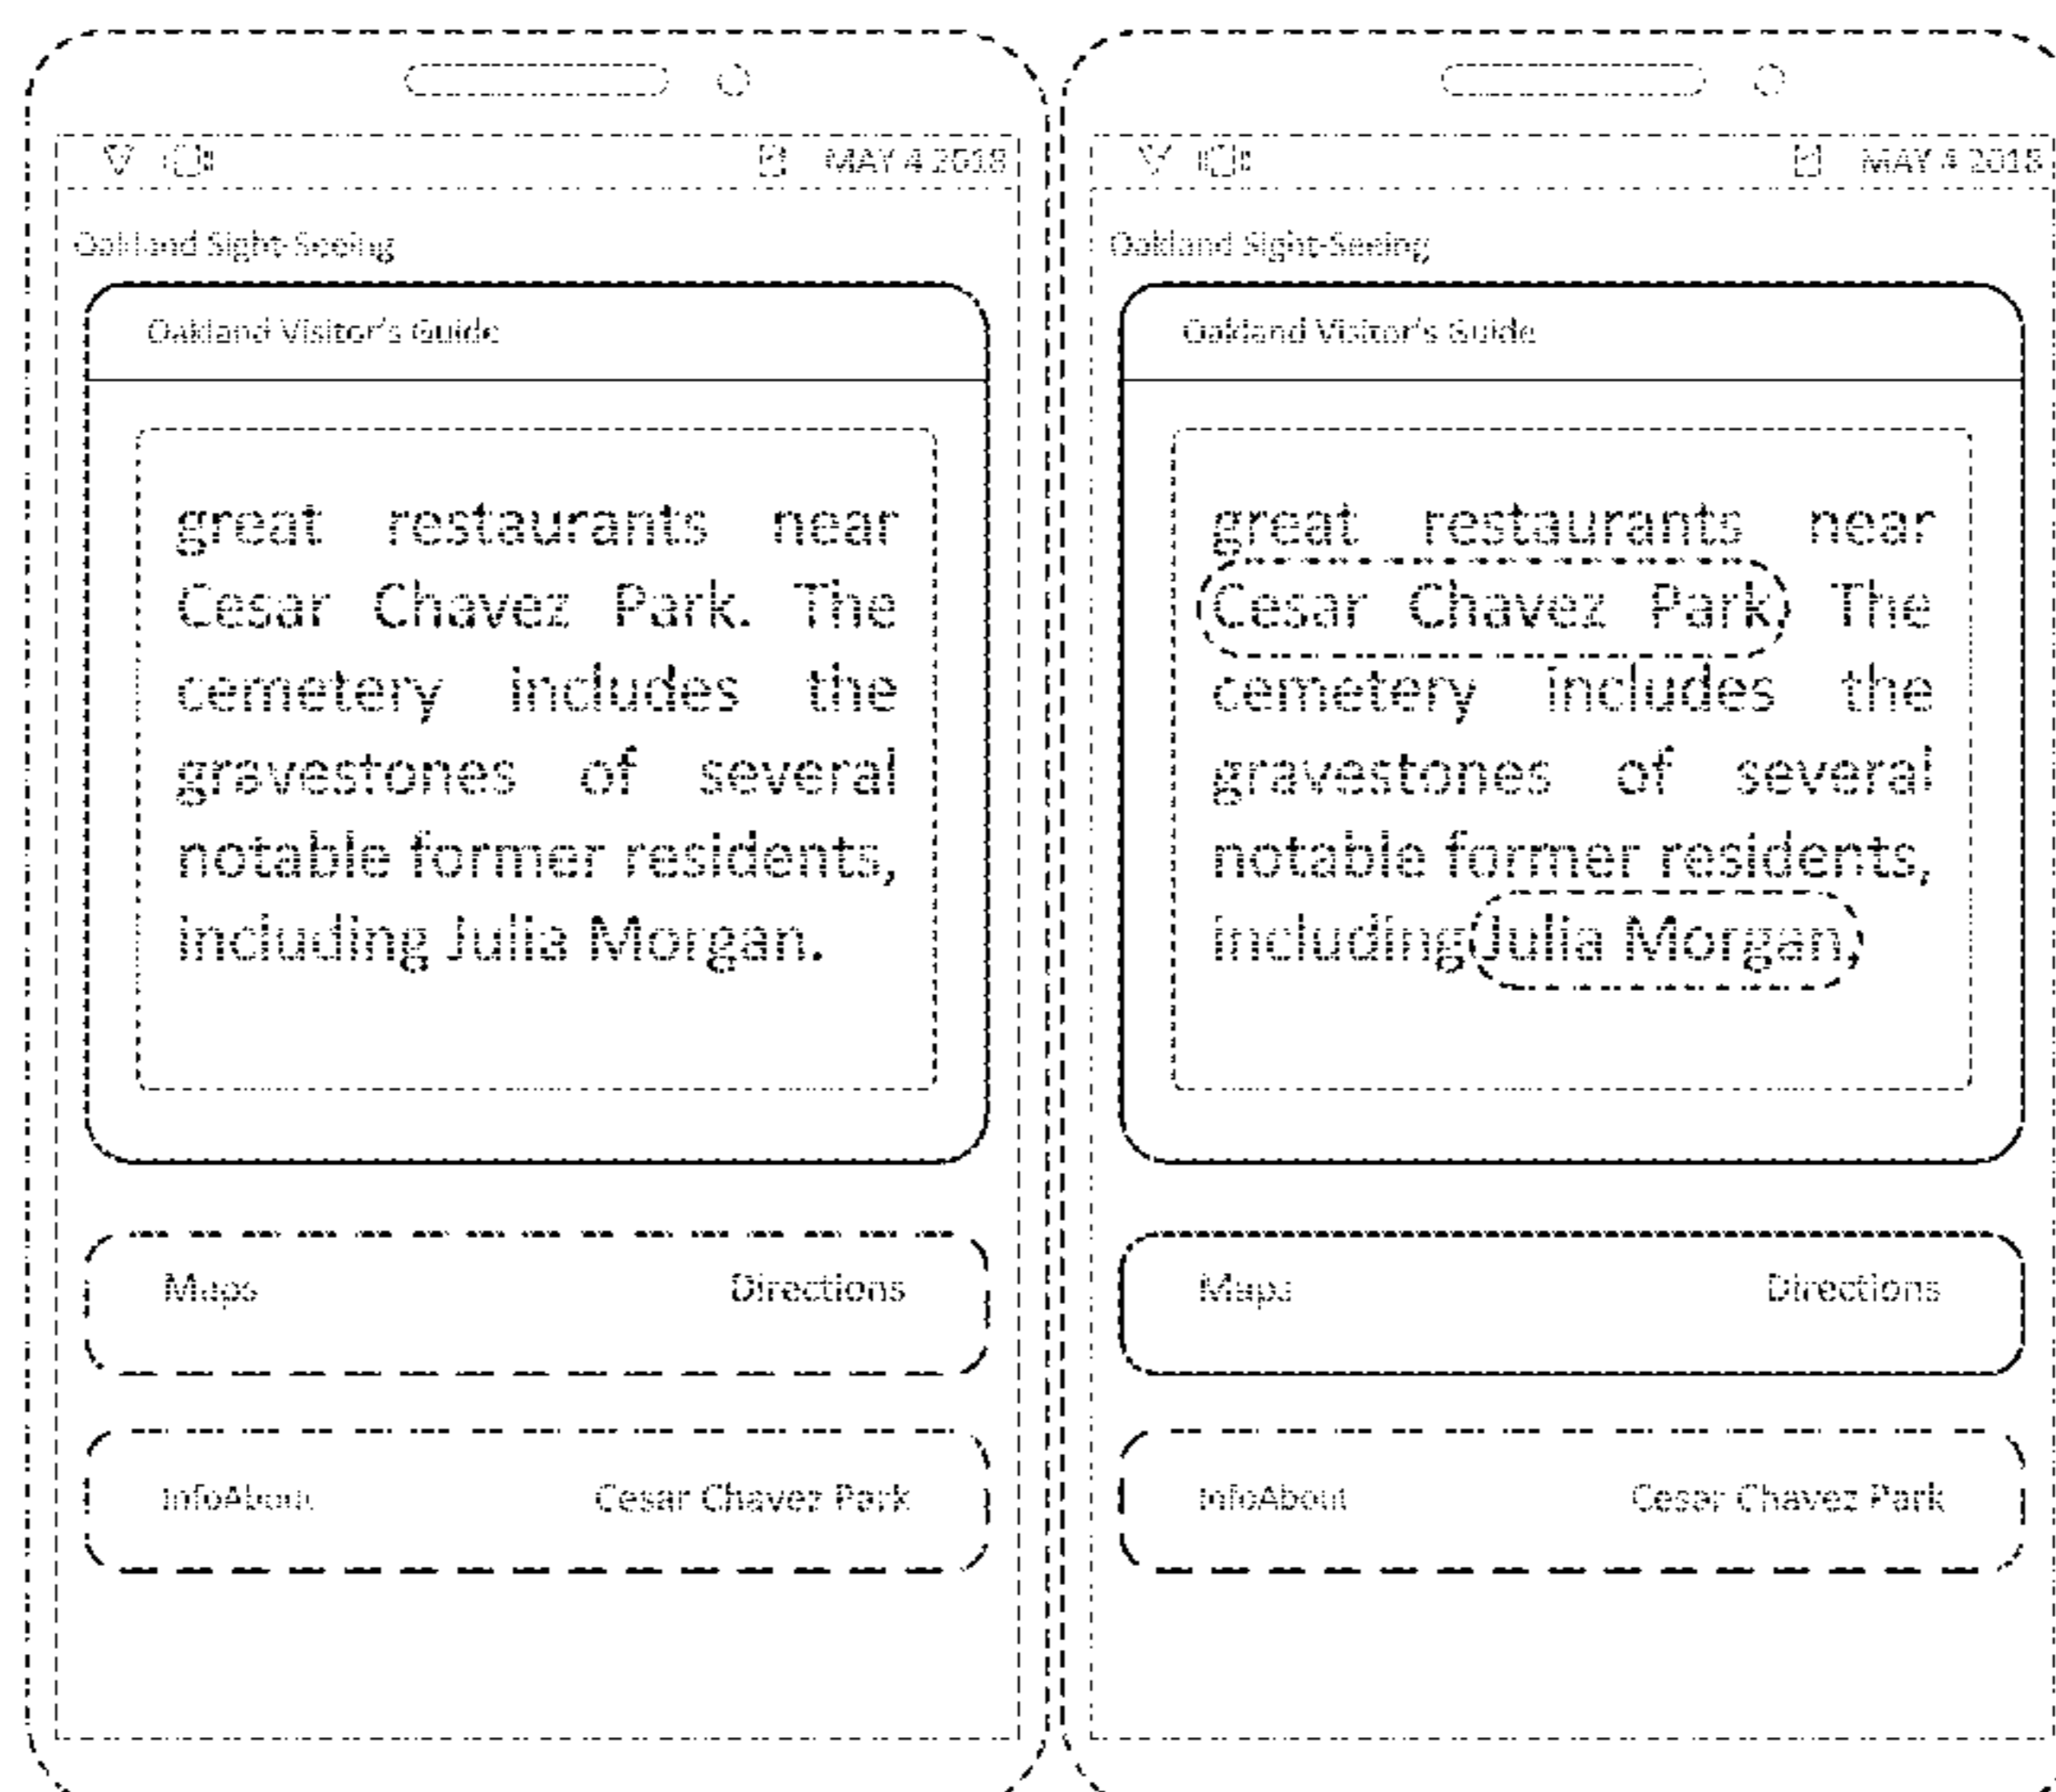 MAY 4 2018
Oakland Sight-Seeing
Oakland Visitor's Guide
great restaurants near
Cesar Chavez Park. The
cemetery includes the
gravestones of several
notable former residents,
including Julia Morgan.
Maps Directions
InfoAbout Cesar Chavez Park
MAY 4 2018
Oakland Sight-Seeing
Oakland Visitor's Guide
great restaurants near
Cesar Chavez Park. The
cemetery includes the
gravestones of several
notable former residents,
including Julia Morgan,
Maps Directions
InfoAbout Cesar Chavez Park